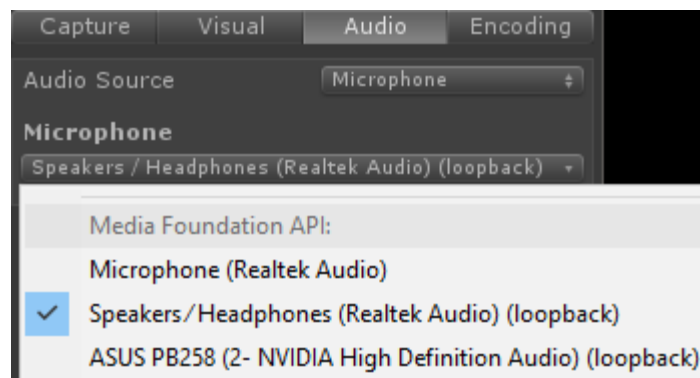 Capture Visual Audio Encoding
Audio Source Microphone
Microphone
Speakers / Headphones (Realtek Audio) (loopback)
Media Foundation API:
Microphone (Realtek Audio)
Speakers/Headphones (Realtek Audio) (loopback)
ASUS PB258 (2- NVIDIA High Definition Audio) (loopback)